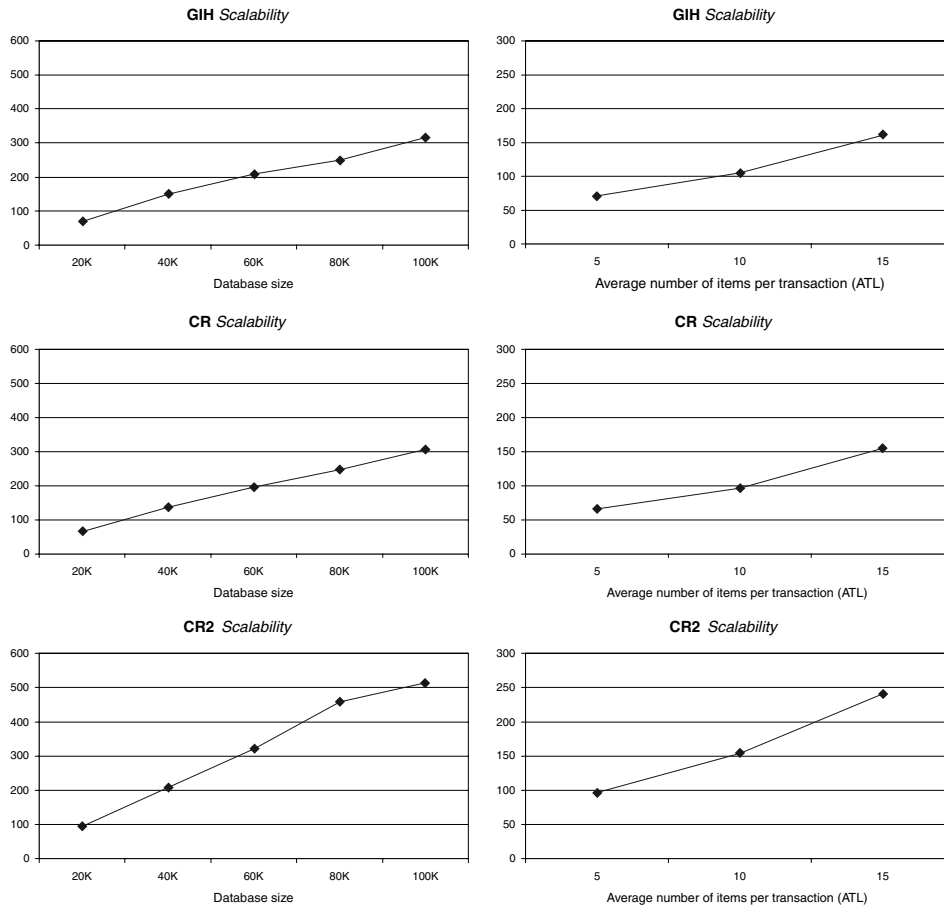 GIH Scalability
600
500
400
300
200
100
0
20K 40K 60K 80K 100K
Database size
GIH Scalability
300
250
200
150
100
50
0
5 10 15
Average number of items per transaction (ATL)
CR Scalability
600
500
400
300
200
100
0
20K 40K 60K 80K 100K
Database size
CR Scalability
300
250
200
150
100
50
0
5 10 15
Average number of items per transaction (ATL)
CR2 Scalability
600
500
400
300
200
100
0
20K 40K 60K 80K 100K
Database size
CR2 Scalability
300
250
200
150
100
50
0
5 10 15
Average number of items per transaction (ATL)